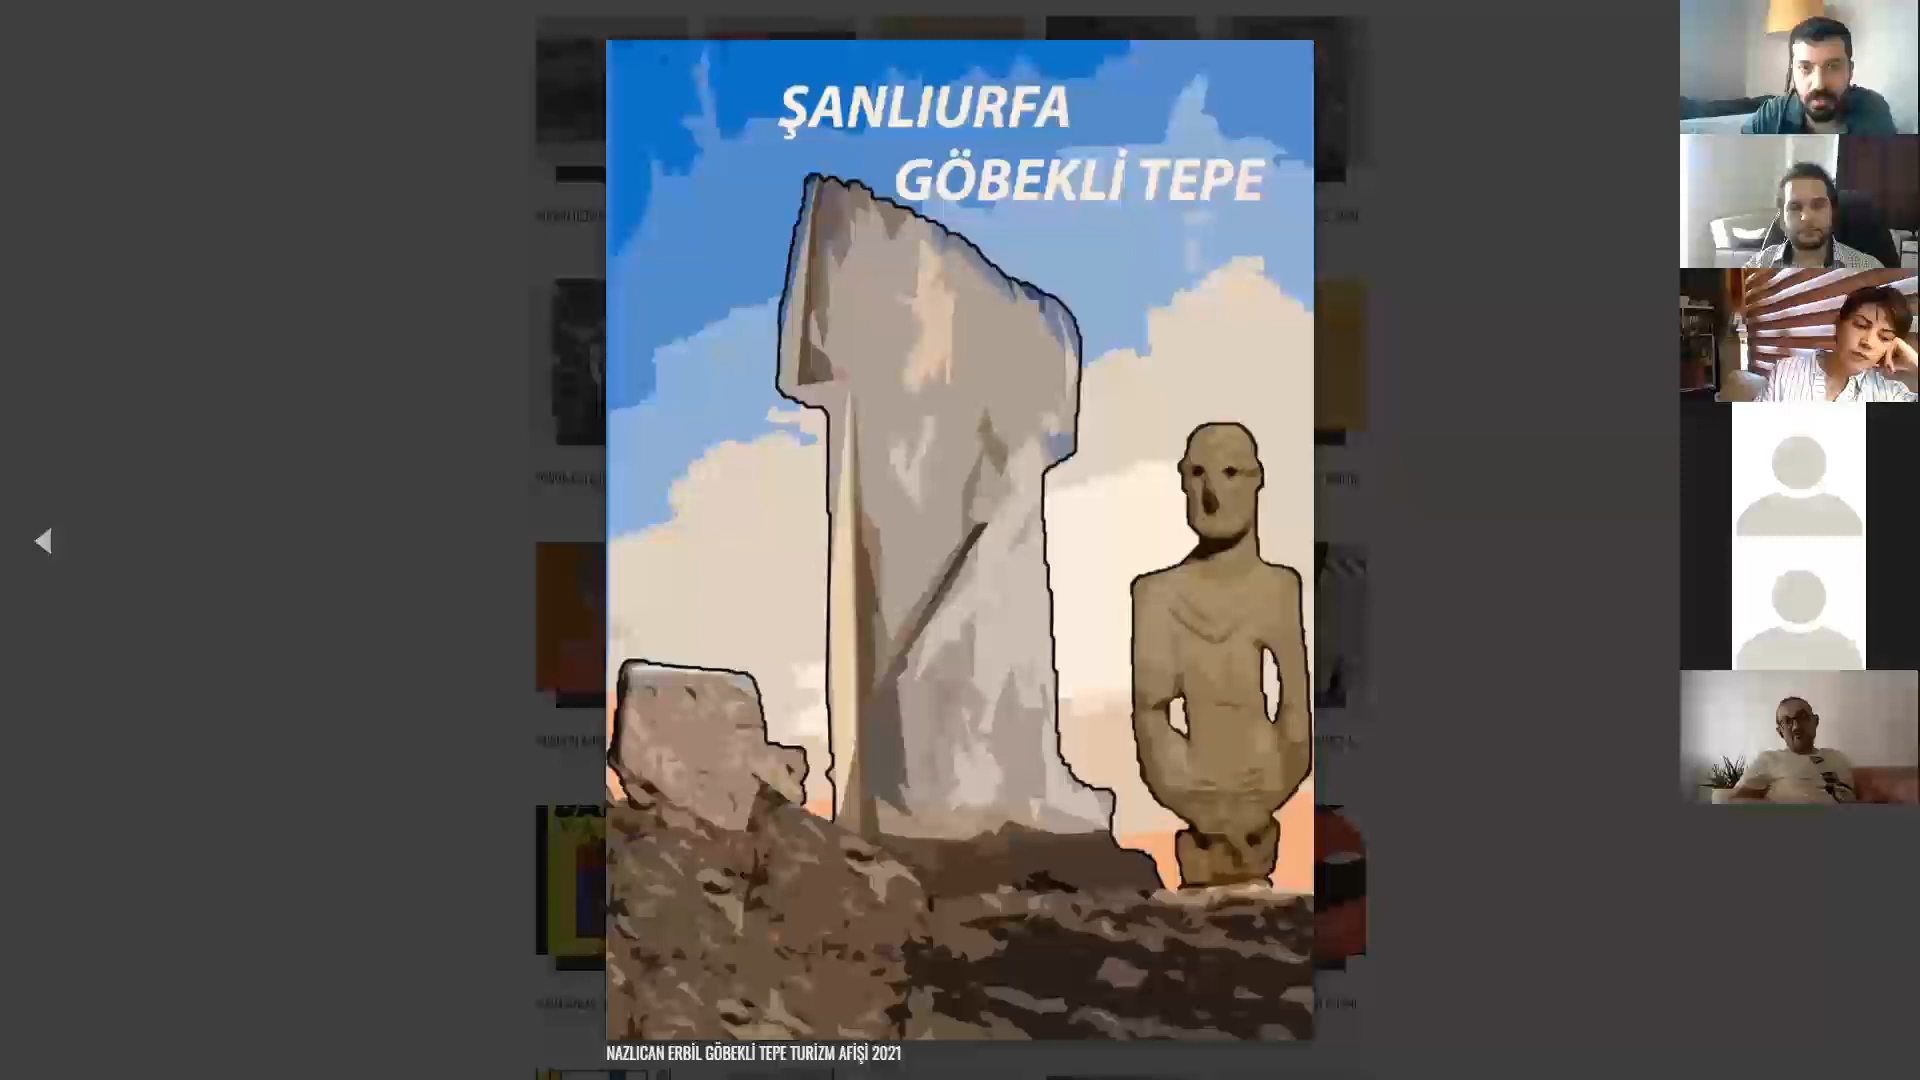 ŞANLIURFA
GÖBEKLİ TEPE
NAZLICAN ERBİL GÖBEKLİ TEPE TURİZM AFİŞİ 2021